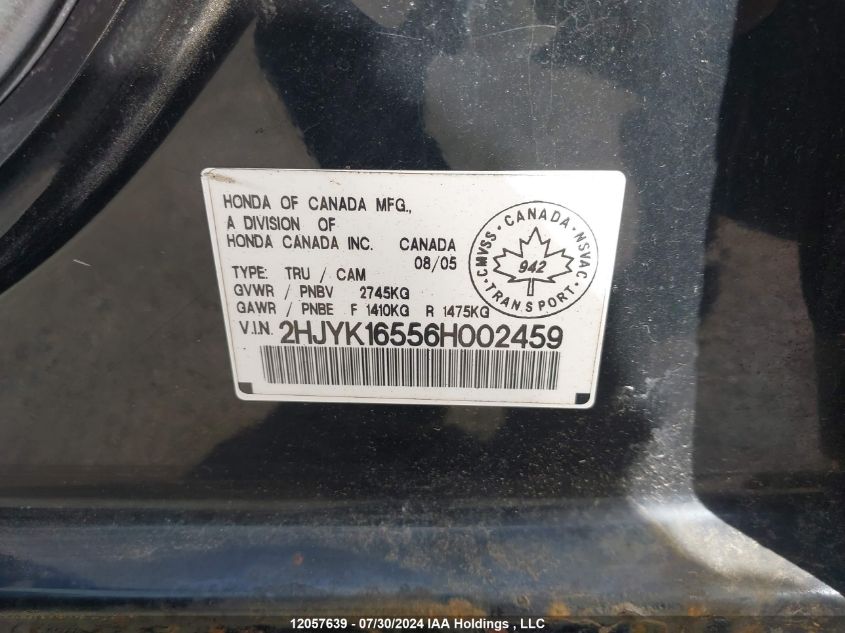 HONDA OF CANADA MFG.,
A DIVISION OF
HONDA CANADA INC. CANADA
08/05
TYPE: TRU / CAM
GVWR / PNBV 2745KG
GAWR / PNBE F 1410KG R 1475KG
V.I.N. 2HJYK16556H002459
CMVSS · CANADA · NSVAC
942
· TRANSPORT ·
12057639 - 07/30/2024 IAA Holdings , LLC